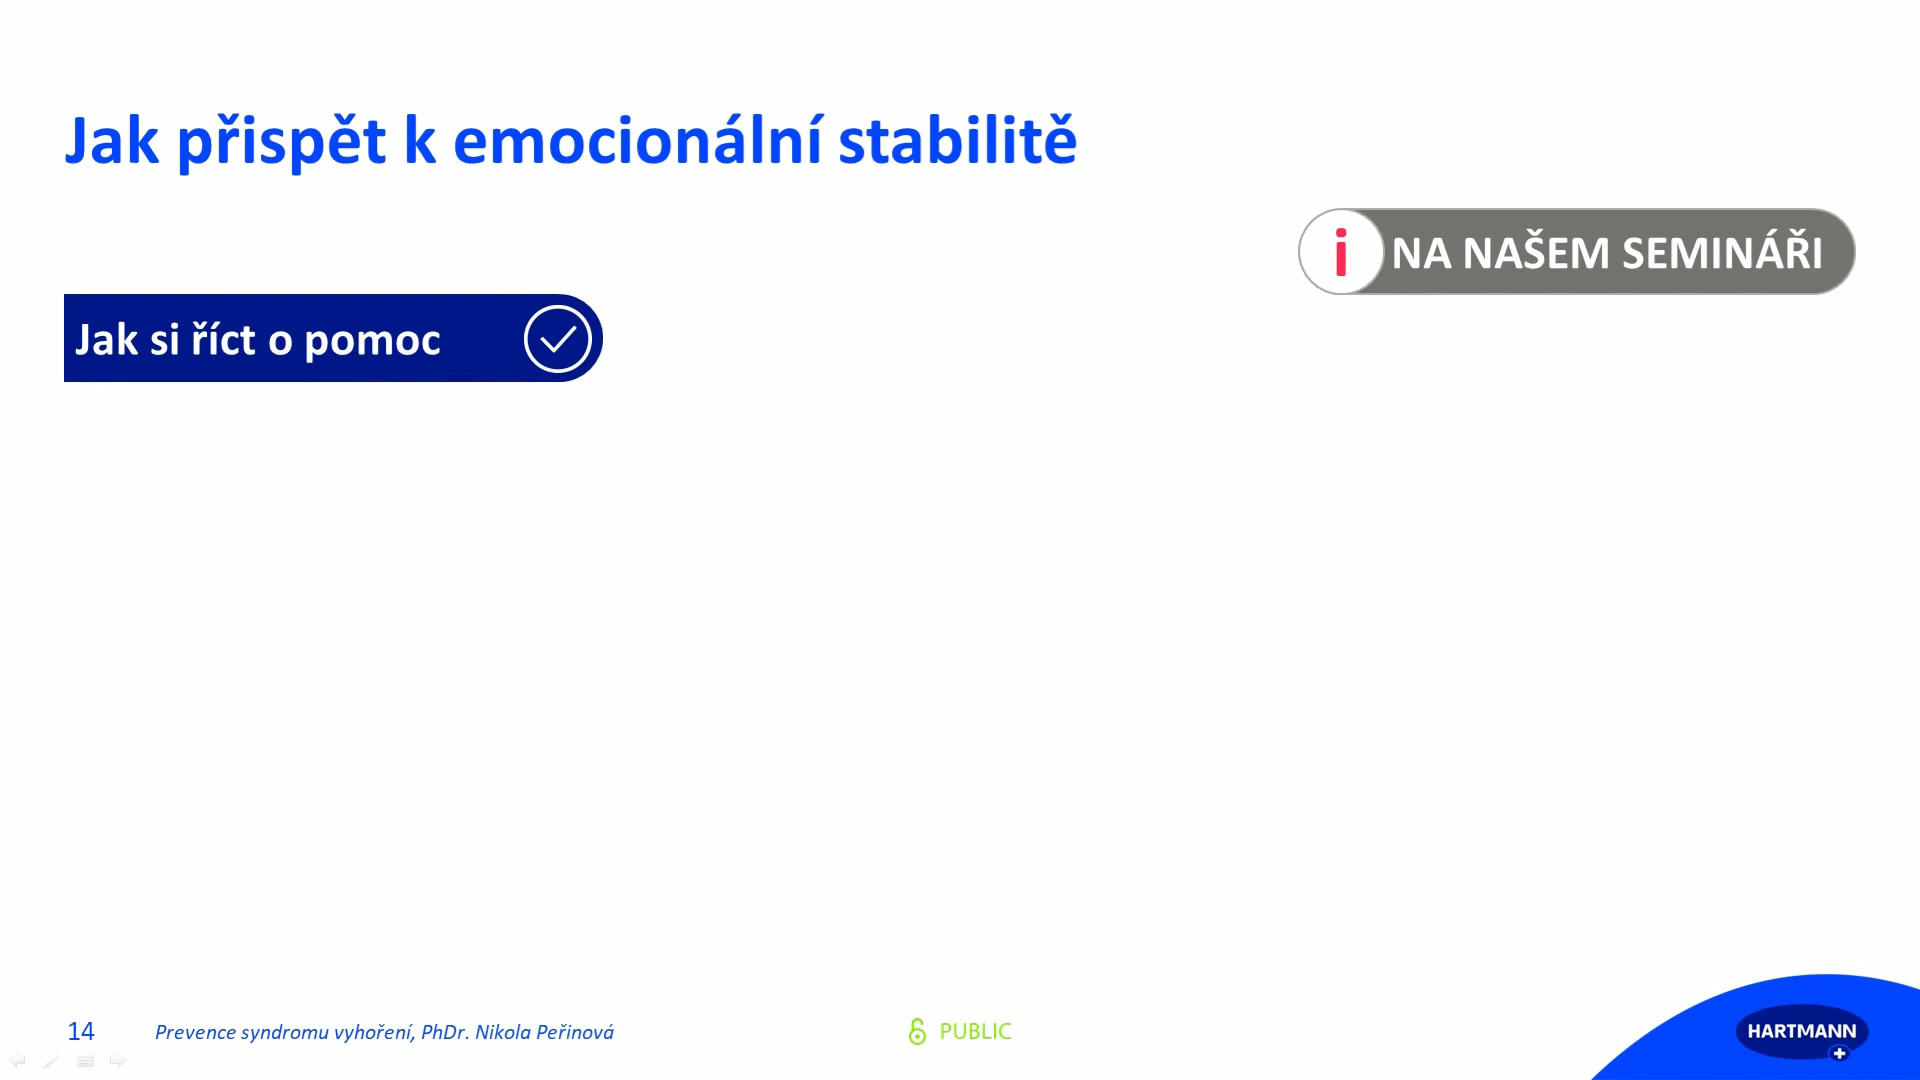 Jak přispět k emocionální stabilitě
i NA NAŠEM SEMINÁŘI
Jak si říct o pomoc
14 Prevence syndromu vyhoření, PhDr. Nikola Peřinová PUBLIC
HARTMANN